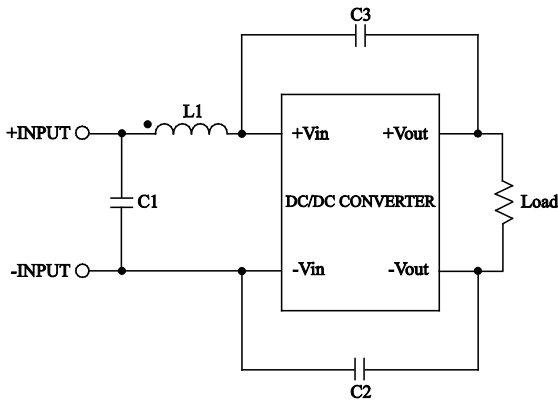 C3
L1
+INPUT
+Vin
+Vout
C1
DC/DC CONVERTER
Load
-INPUT
-Vin
-Vout
C2